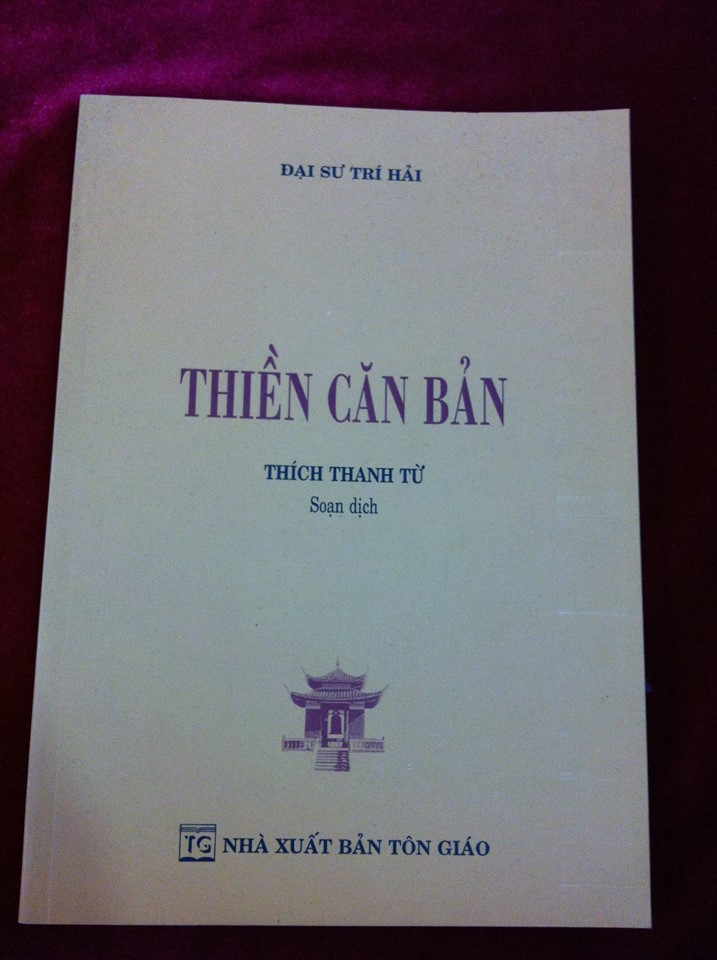 ĐẠI SƯ TRÍ HẢI
THIỀN CĂN BẢN
THÍCH THANH TỪ
Soạn dịch
TG NHÀ XUẤT BẢN TÔN GIÁO